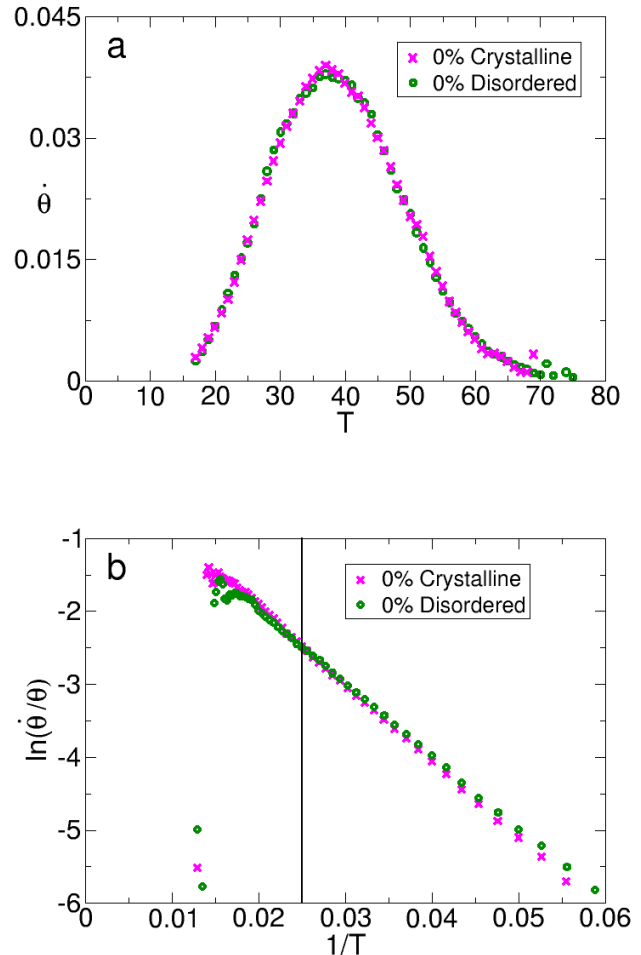 a
0.045
0.03
0.015
0
θ̇
0% Crystalline
0% Disordered
0 10 20 30 40 50 60 70 80
T
b
-1
-2
-3
-4
-5
-6
ln(θ̇/θ)
0% Crystalline
0% Disordered
0 0.01 0.02 0.03 0.04 0.05 0.06
1/T